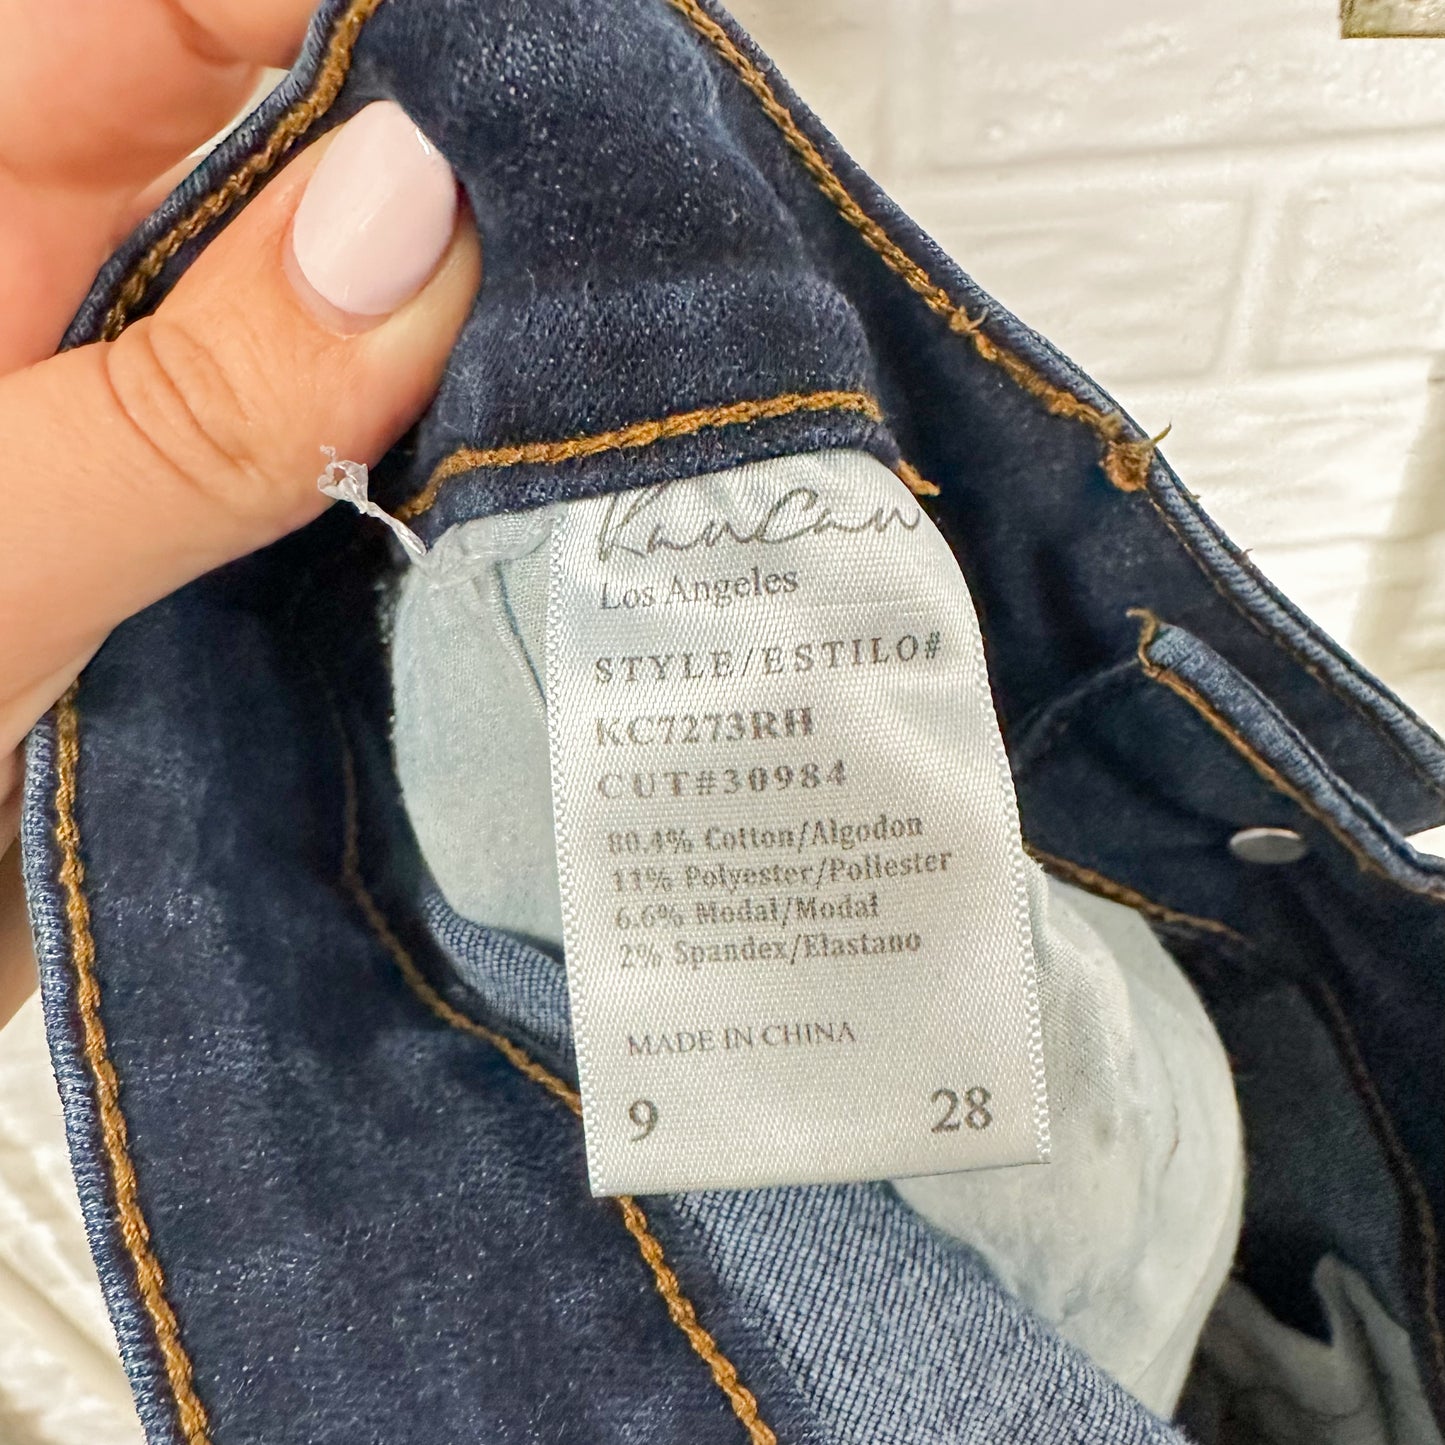 KanCan
Los Angeles
STYLE/ESTILO#
KC7273RH
CUT#30984
80.4% Cotton/Algodon
11% Polyester/Poliester
6.6% Modal/Modal
2% Spandex/Elastano
MADE IN CHINA
9 28